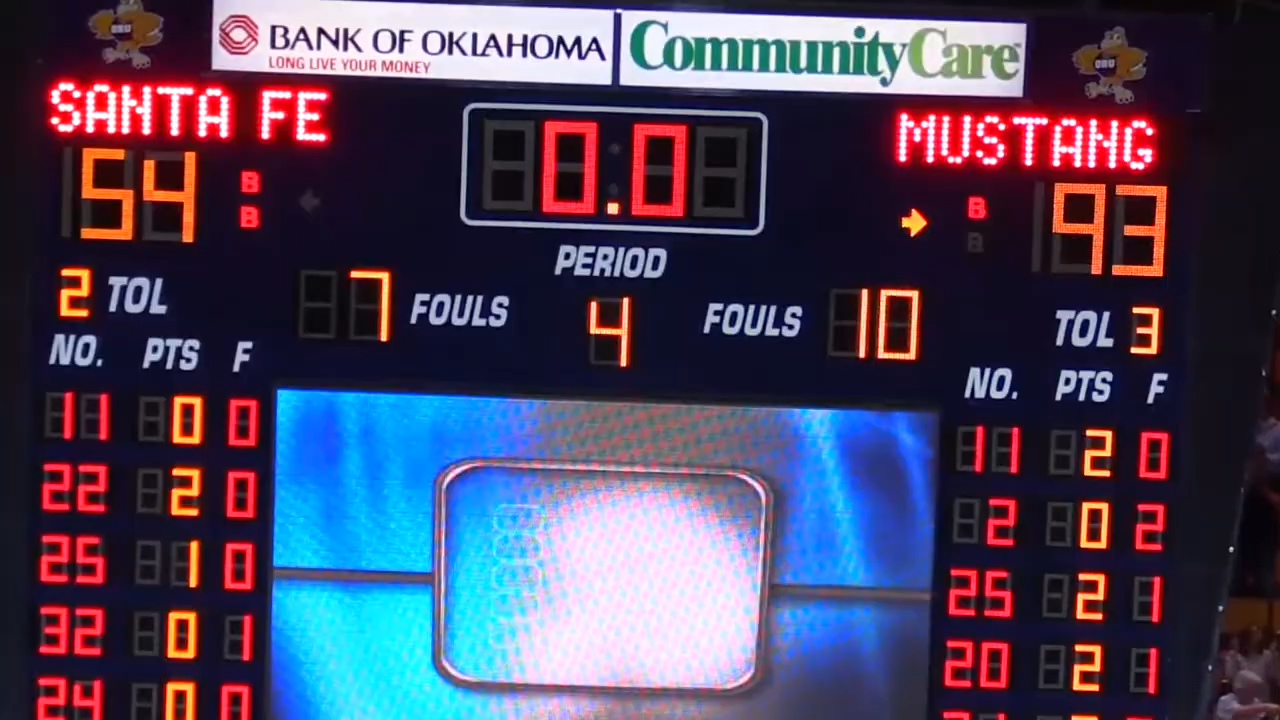 BANK OF OKLAHOMA CommunityCare
LONG LIVE YOUR MONEY
SANTA FE 0.0 MUSTANG
54 B B 93
B
PERIOD
2 TOL 7 FOULS 4 FOULS 10 TOL 3
NO. PTS F NO. PTS F
11 0 0 11 2 0
22 2 0 2 0 2
25 1 0 25 2 1
32 0 1 20 2 1
24 0 0